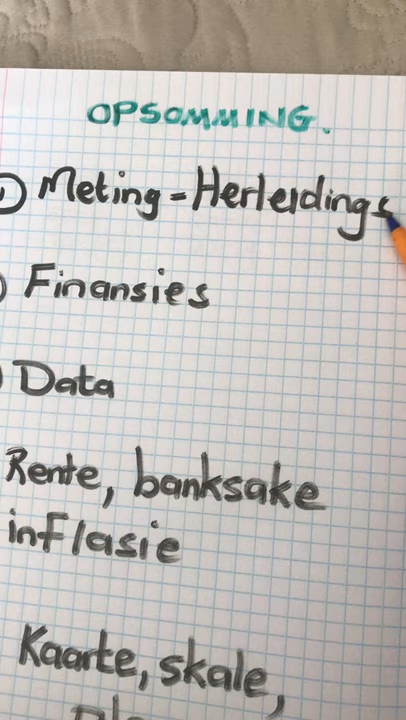 OPSOMMING.
Meting = Herleidings
Finansies
Data
Rente, banksake
inflasie
Kaarte, skale,